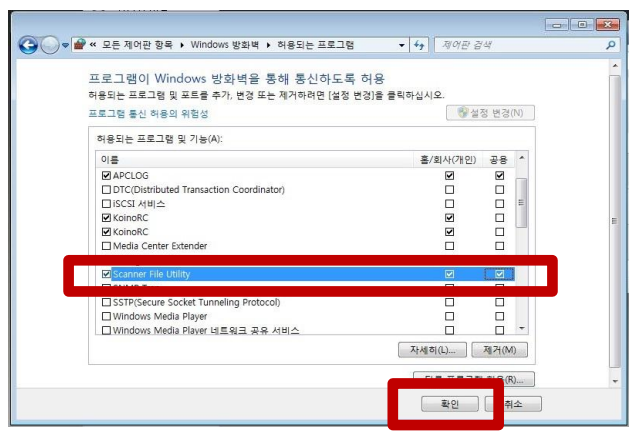 « 모든 제어판 항목 ▸ Windows 방화벽 ▸ 허용되는 프로그램
제어판 검색
프로그램이 Windows 방화벽을 통해 통신하도록 허용
허용되는 프로그램 및 포트를 추가, 변경 또는 제거하려면 [설정 변경]을 클릭하십시오.
프로그램 통신 허용의 위험성
설정 변경(N)
허용되는 프로그램 및 기능(A):
이름 홈/회사(개인) 공용
APCLOG
DTC(Distributed Transaction Coordinator)
iSCSI 서비스
KoinoRC
KoinoRC
Media Center Extender
Scanner File Utility
SSTP(Secure Socket Tunneling Protocol)
Windows Media Player
Windows Media Player 네트워크 공유 서비스
자세히(L)... 제거(M)
확인 취소